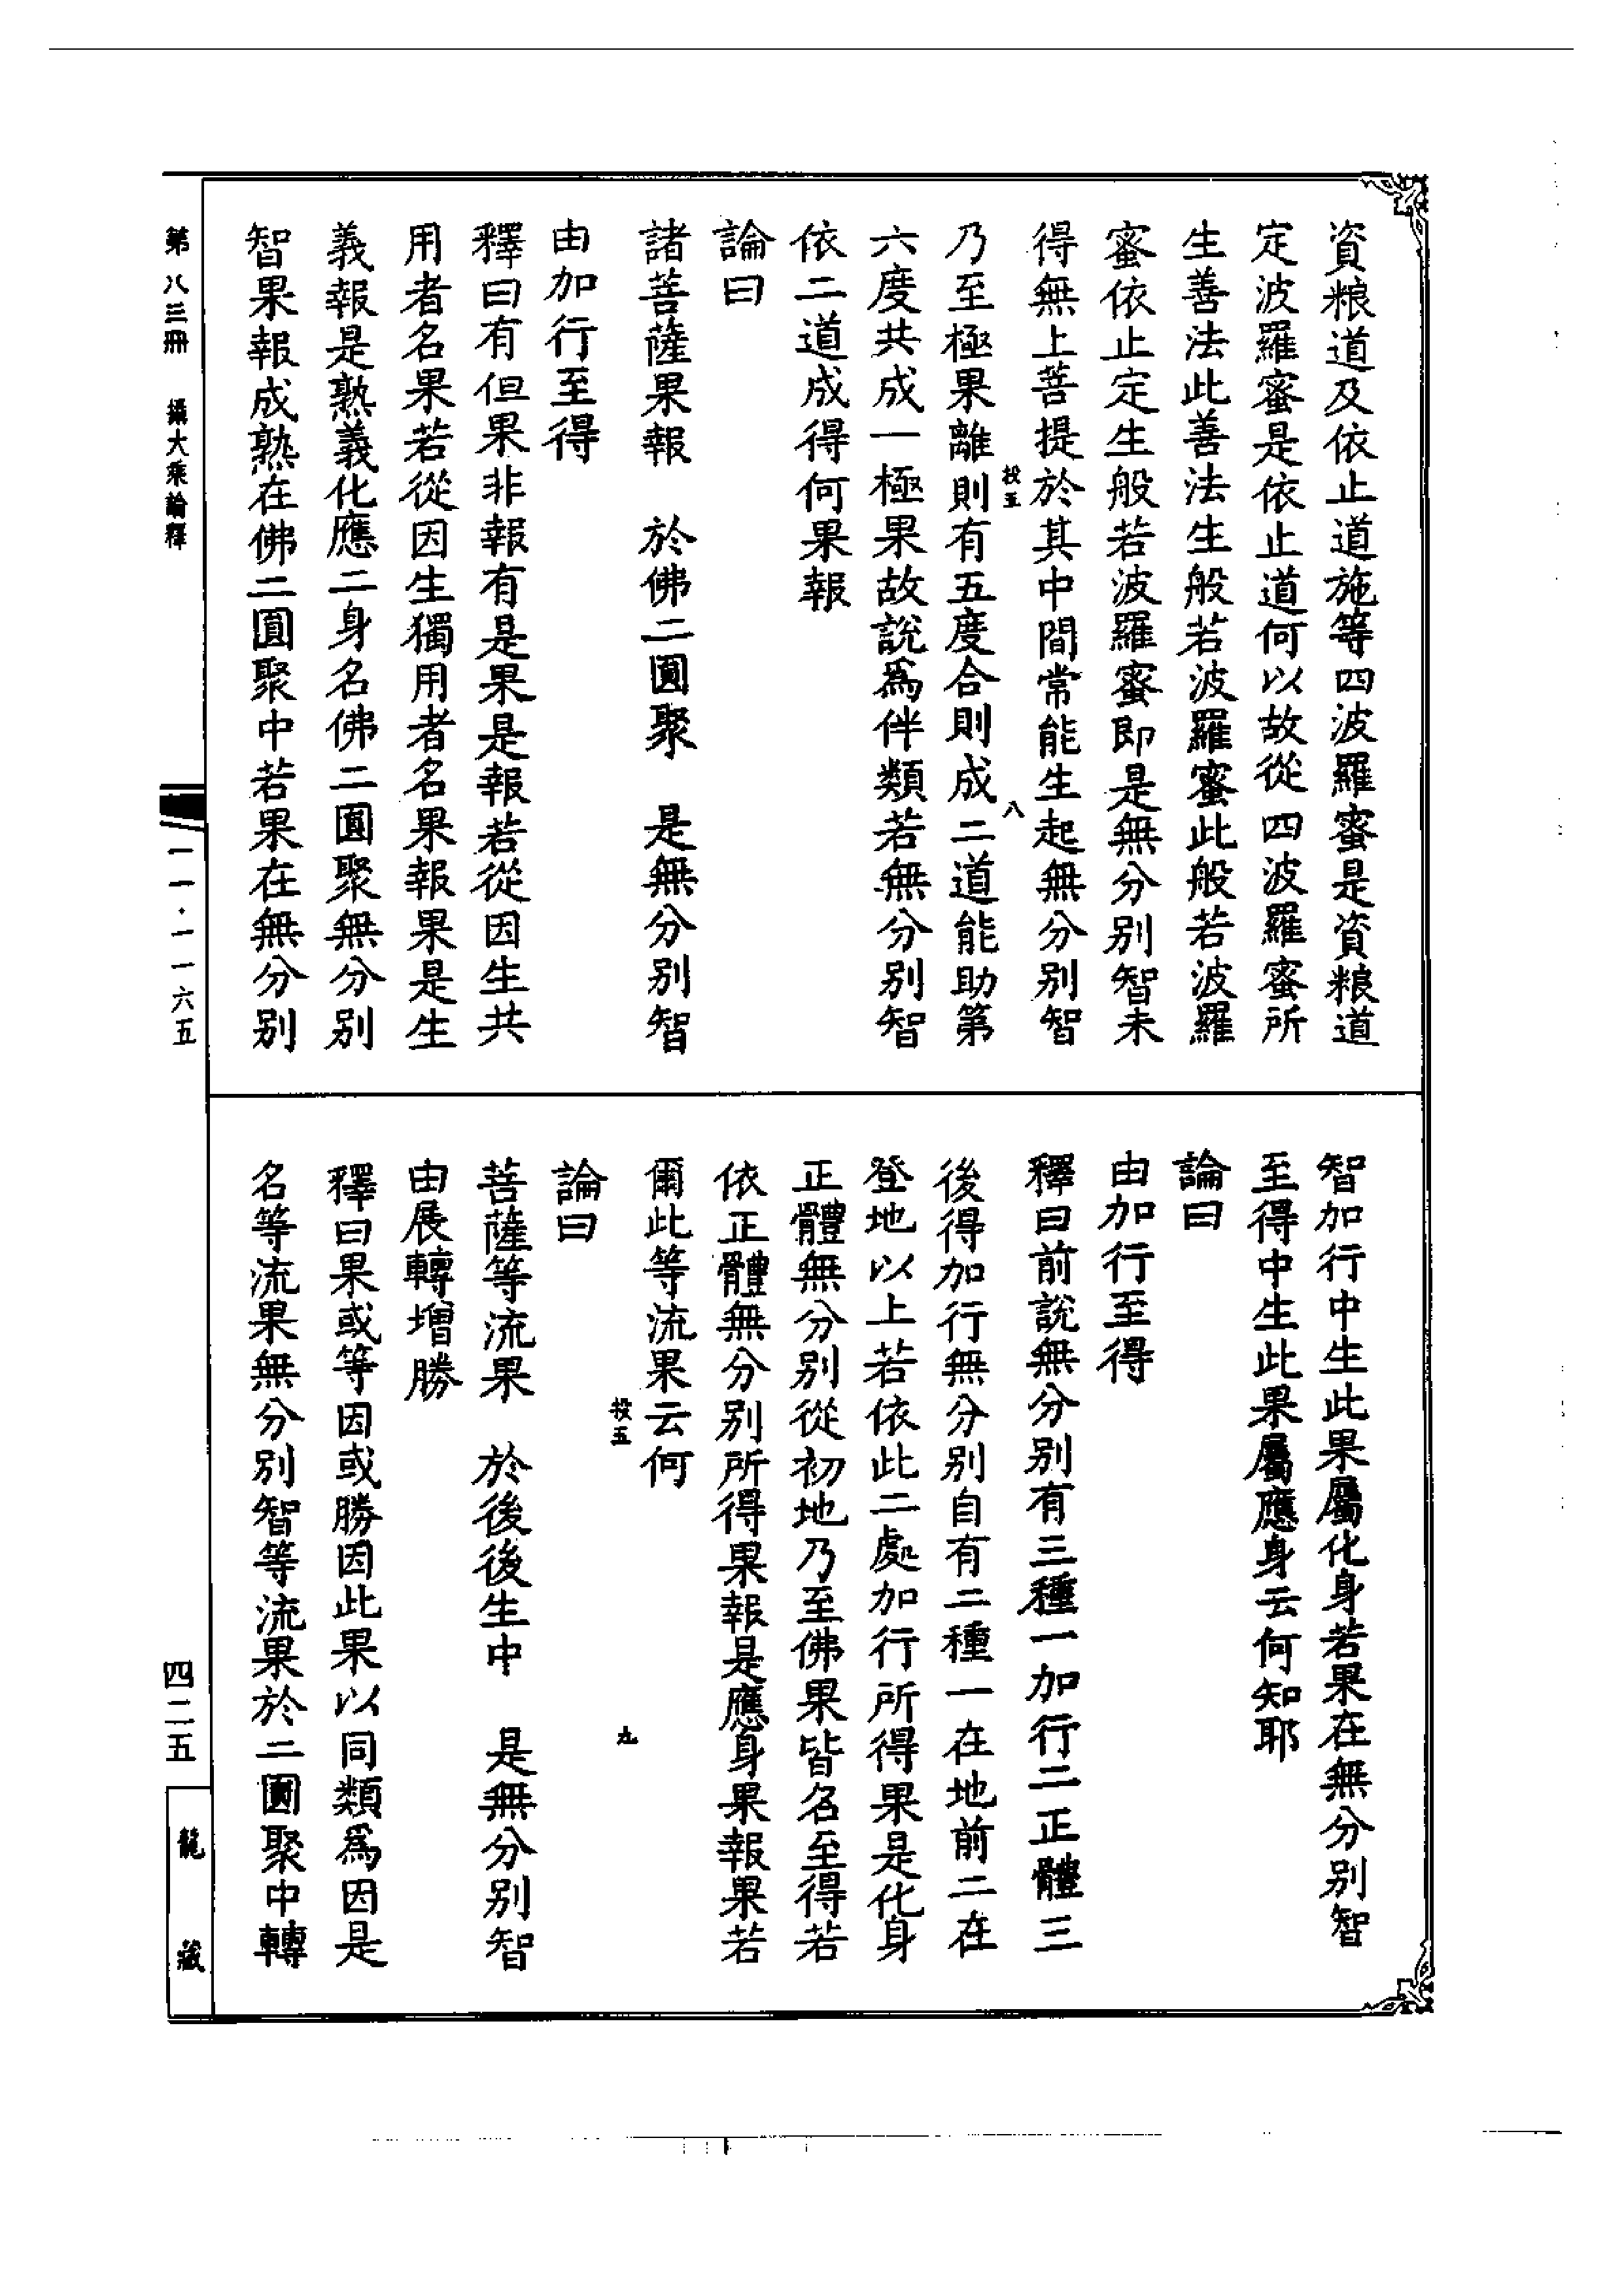 資粮道及依止道施等四波羅蜜是資粮道
定波羅蜜是依止道何以故從四波羅蜜所
生善法此善法生般若波羅蜜此般若波羅
蜜依止定生般若波羅蜜即是無分別智未
得無上菩提於其中間常能生起無分別智
投五
八
乃至極果離則有五度合則成二道能助第
六度共成一極果故說為伴類若無分別智
依二道成得何果報
論曰
諸菩薩果報　於佛二圓聚　是無分別智
由加行至得
釋曰有但果非報有是果是報若從因生共
用者名果若從因生獨用者名果報果是生
義報是熟義化應二身名佛二圓聚無分別
智果報成熟在佛二圓聚中若果在無分別
智加行中生此果屬化身若果在無分別智
至得中生此果屬應身云何知耶
論曰
由加行至得
釋曰前說無分別有三種一加行二正體三
後得加行無分別自有二種一在地前二在
登地以上若依此二處加行所得果是化身
正體無分別從初地乃至佛果皆名至得若
依正體無分別所得果報是應身果報果若
爾此等流果云何
投五
九
論曰
菩薩等流果　於後後生中　是無分別智
由展轉增勝
釋曰果或等因或勝因此果以同類為因是
名等流果無分別智等流果於二圓聚中轉
第八三冊　攝大乘論釋
一一·一一六五
四二五
龍藏